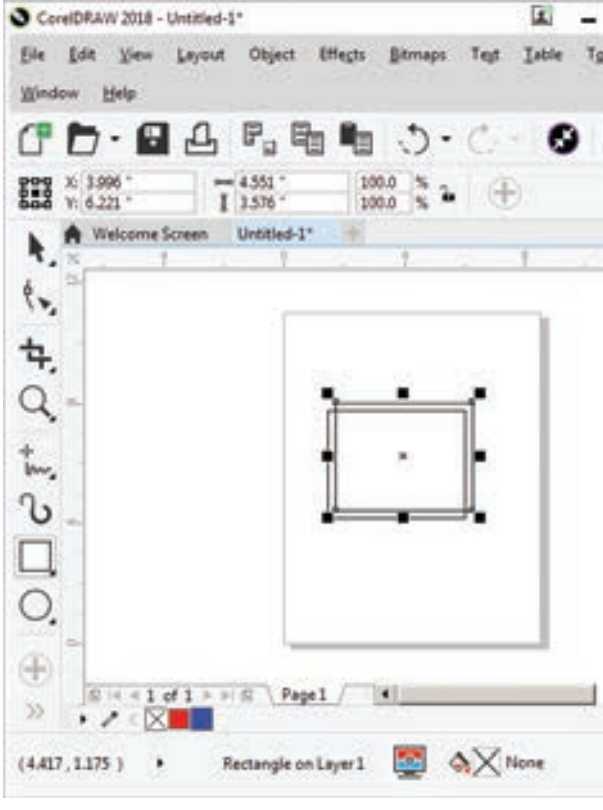 CorelDRAW 2018 - Untitled-1*
File Edit View Layout Object Effects Bitmaps Text Table
Window Help
X: 3.996 " 4.551 " 100.0 %
Y: 6.221 " 3.576 " 100.0 %
Welcome Screen Untitled-1*
1 of 1 Page 1
(4.417 , 1.175 ) Rectangle on Layer 1 None